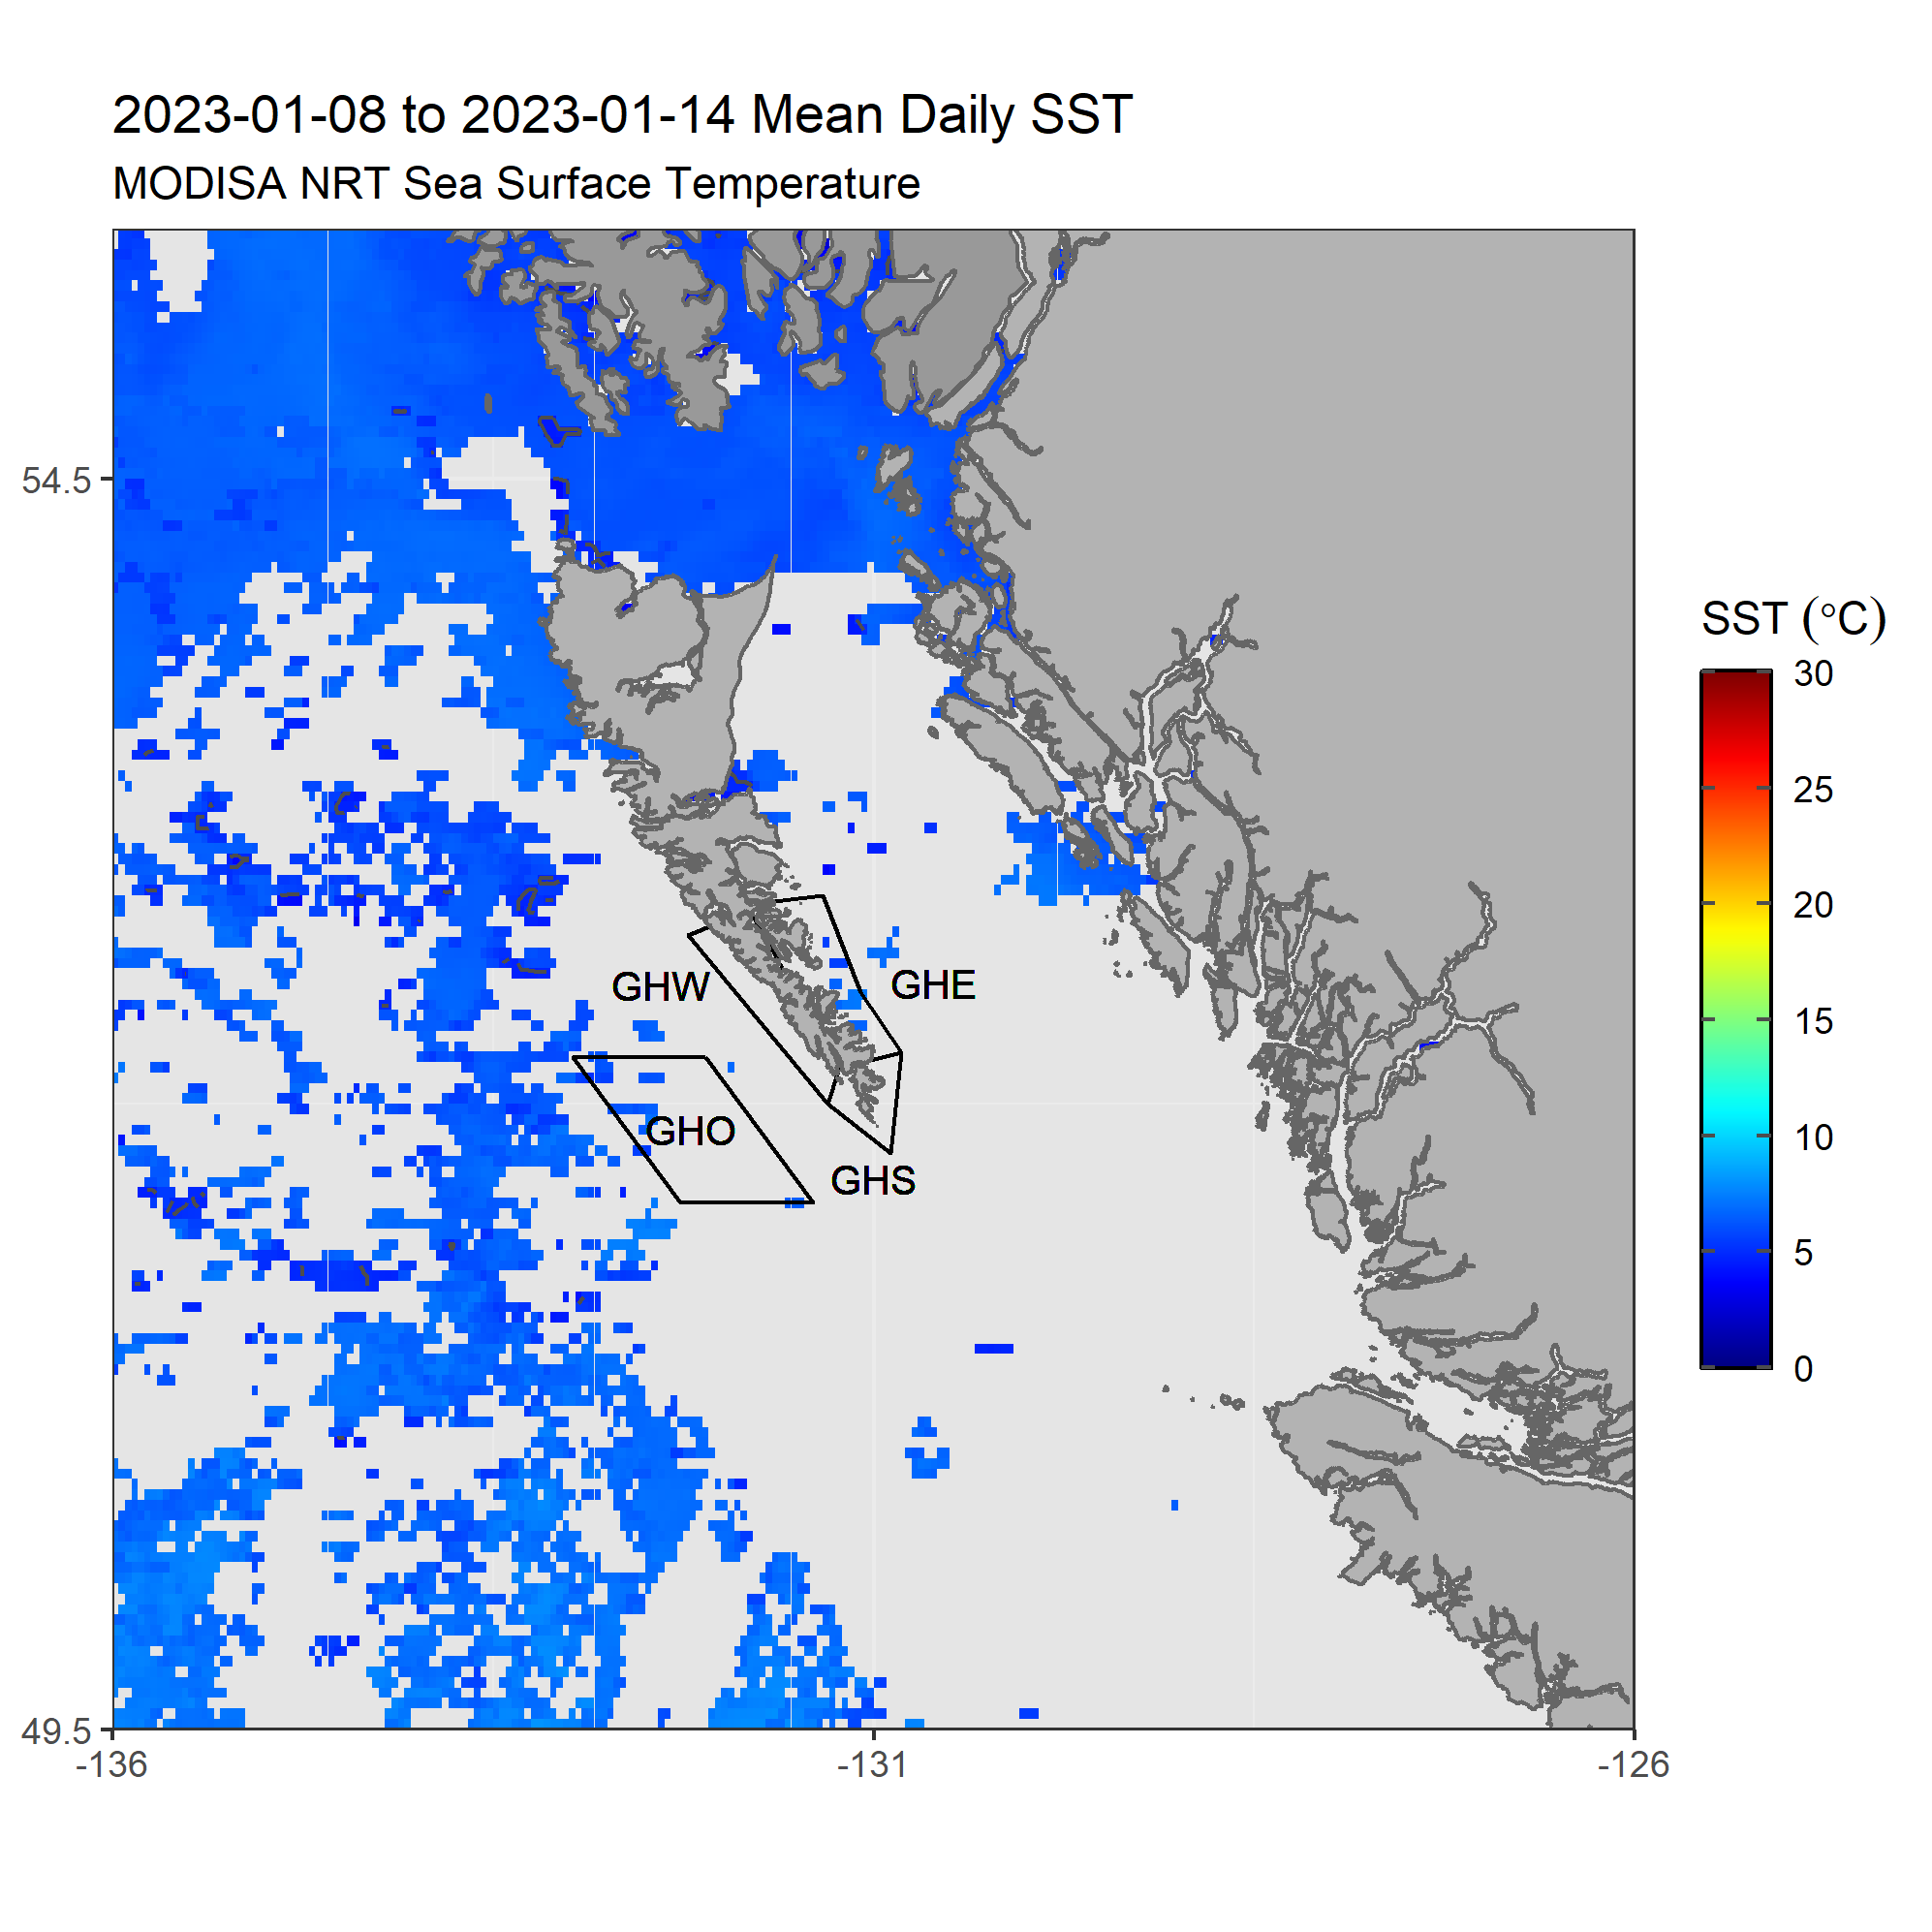 2023-01-08 to 2023-01-14 Mean Daily SST
MODISA NRT Sea Surface Temperature
54.5
49.5
-136
-131
-126
GHW
GHE
GHO
GHS
SST (°C)
30
25
20
15
10
5
0